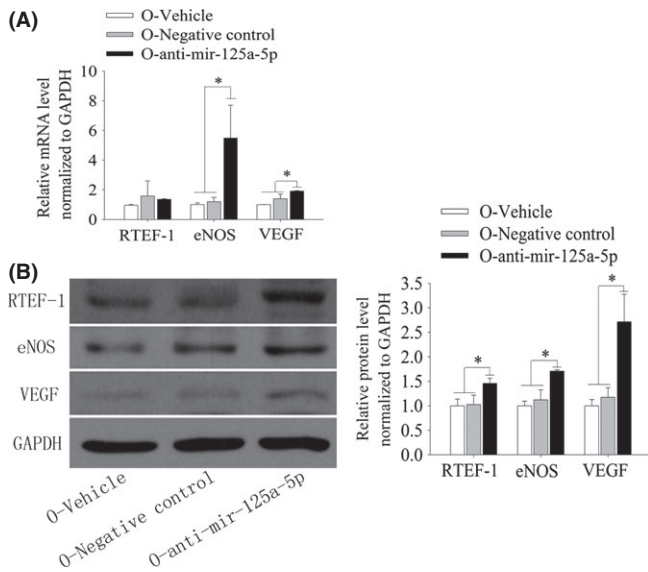 (A)
O-Vehicle
O-Negative control
O-anti-mir-125a-5p
Relative mRNA level
normalized to GAPDH
10
8
6
4
2
0
*
*
RTEF-1 eNOS VEGF
(B)
RTEF-1
eNOS
VEGF
GAPDH
O-Vehicle
O-Negative control
O-anti-mir-125a-5p
O-Vehicle
O-Negative control
O-anti-mir-125a-5p
Relative protein level
normalized to GAPDH
3.5
3.0
2.5
2.0
1.5
1.0
0.5
0.0
*
*
*
RTEF-1 eNOS VEGF